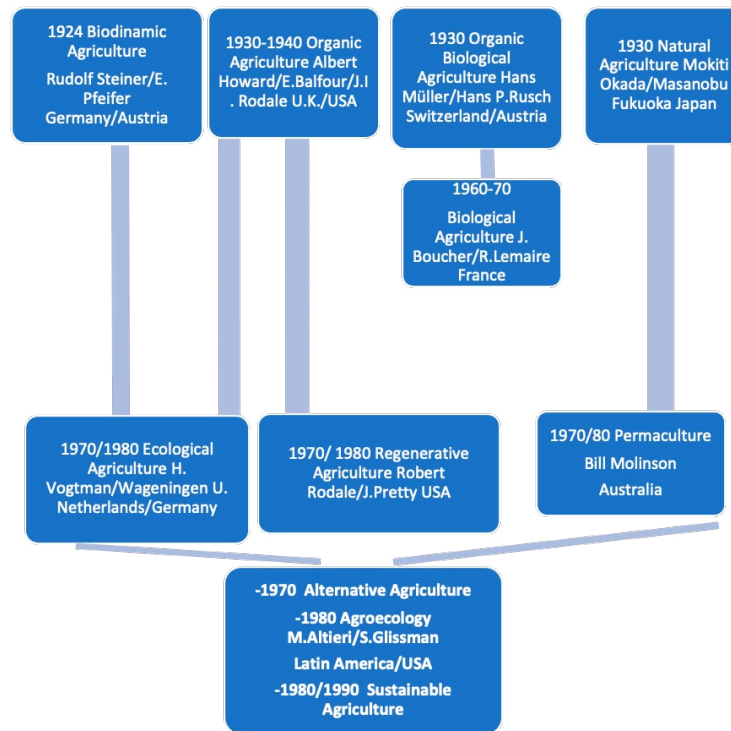 1924 Biodinamic
Agriculture
Rudolf Steiner/E.
Pfeifer
Germany/Austria
1930-1940 Organic
Agriculture Albert
Howard/E.Balfour/J.I
. Rodale U.K./USA
1930 Organic
Biological
Agriculture Hans
Müller/Hans P.Rusch
Switzerland/Austria
1930 Natural
Agriculture Mokiti
Okada/Masanobu
Fukuoka Japan
1960-70
Biological
Agriculture J.
Boucher/R.Lemaire
France
1970/1980 Ecological
Agriculture H.
Vogtman/Wageningen U.
Netherlands/Germany
1970/ 1980 Regenerative
Agriculture Robert
Rodale/J.Pretty USA
1970/80 Permaculture
Bill Molinson
Australia
-1970 Alternative Agriculture
-1980 Agroecology
M.Altieri/S.Glissman
Latin America/USA
-1980/1990 Sustainable
Agriculture